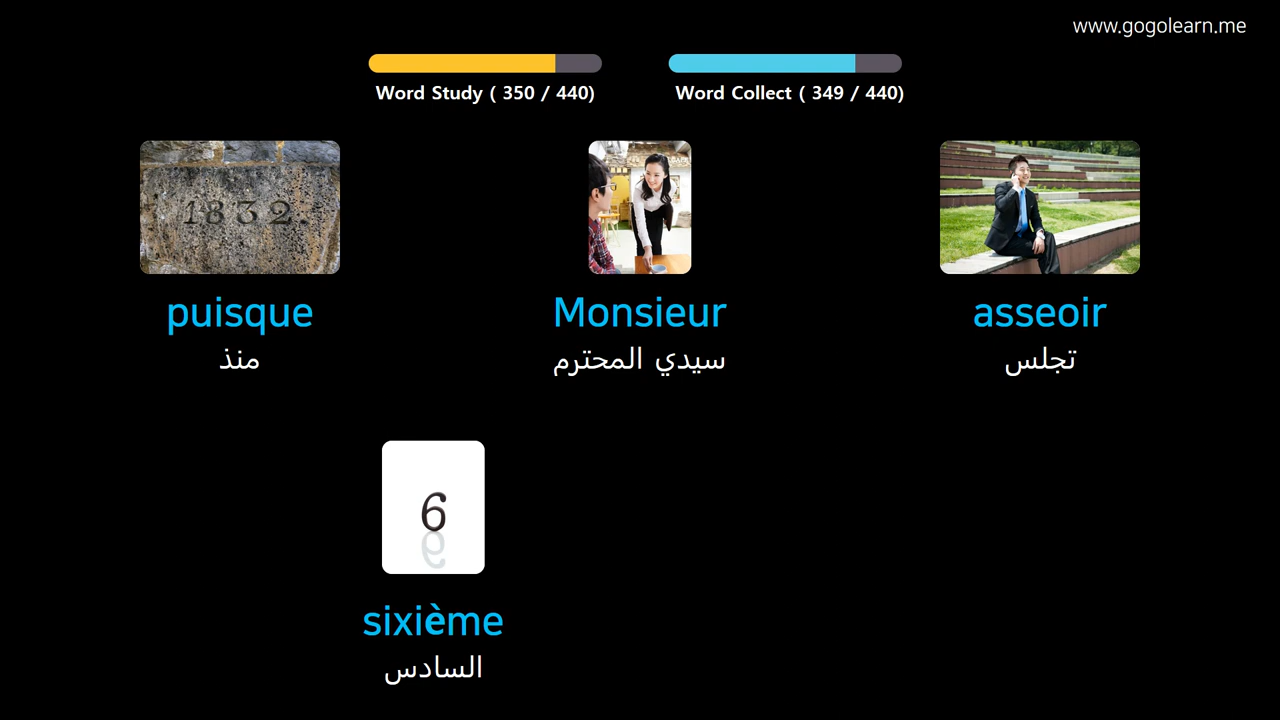 www.gogolearn.me
Word Study ( 350 / 440)
Word Collect ( 349 / 440)
1832.
puisque
منذ
Monsieur
سيدي المحترم
asseoir
تجلس
6
sixième
السادس